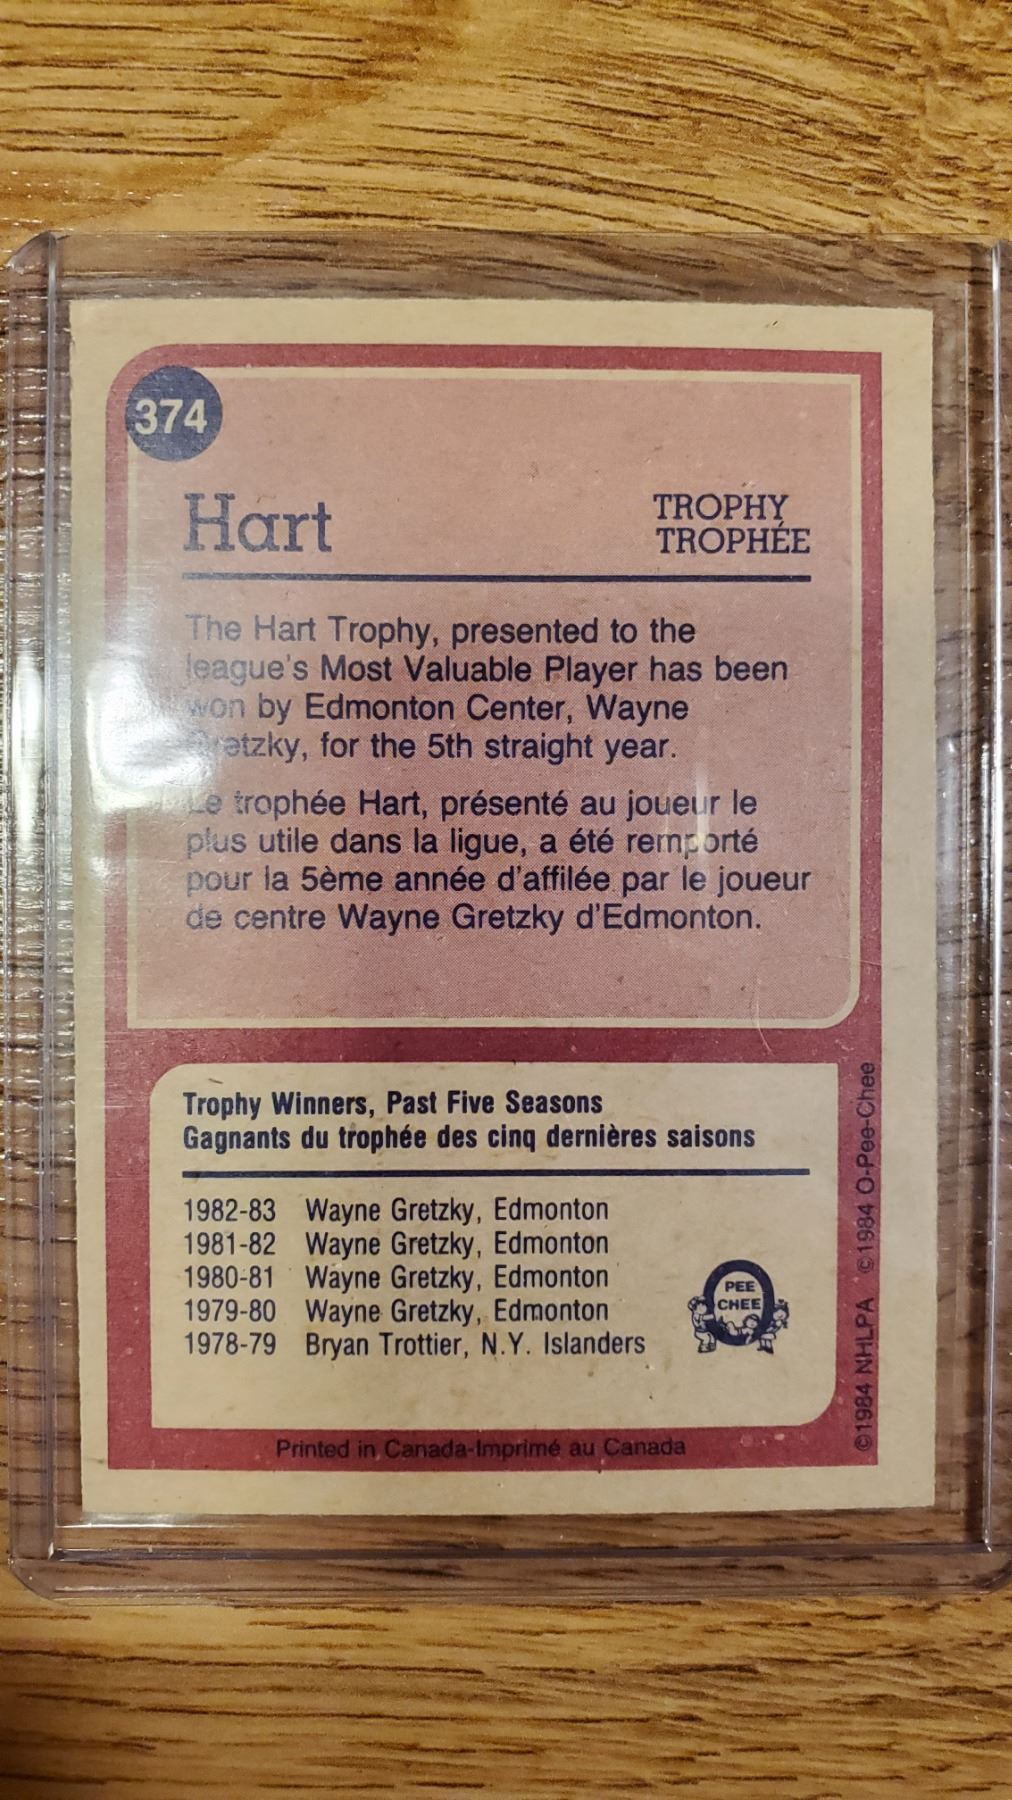 374
Hart
TROPHY
TROPHÉE
The Hart Trophy, presented to the
league's Most Valuable Player has been
won by Edmonton Center, Wayne
Gretzky, for the 5th straight year.
Le trophée Hart, présenté au joueur le
plus utile dans la ligue, a été remporté
pour la 5ème année d'affilée par le joueur
de centre Wayne Gretzky d'Edmonton.
Trophy Winners, Past Five Seasons
Gagnants du trophée des cinq dernières saisons
1982-83 Wayne Gretzky, Edmonton
1981-82 Wayne Gretzky, Edmonton
1980-81 Wayne Gretzky, Edmonton
1979-80 Wayne Gretzky, Edmonton
1978-79 Bryan Trottier, N.Y. Islanders
PEE
CHEE
Printed in Canada-Imprimé au Canada
©1984 NHLPA ©1984 O-Pee-Chee